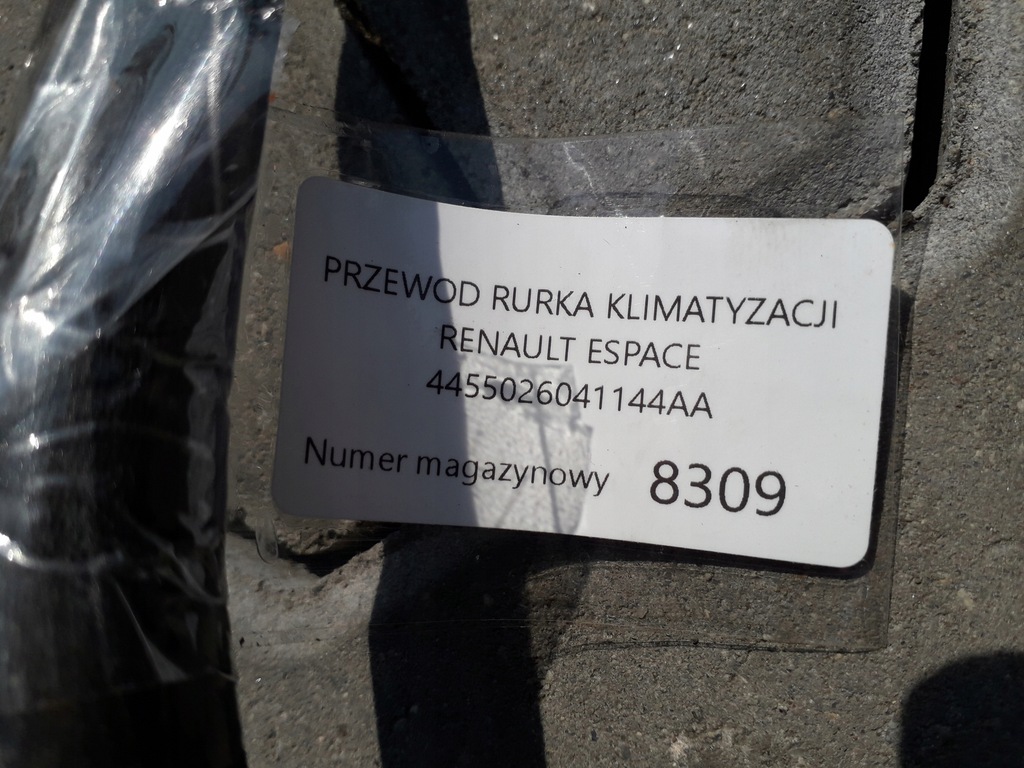 PRZEWOD RURKA KLIMATYZACJI
RENAULT ESPACE
4455026041144AA
Numer magazynowy 8309